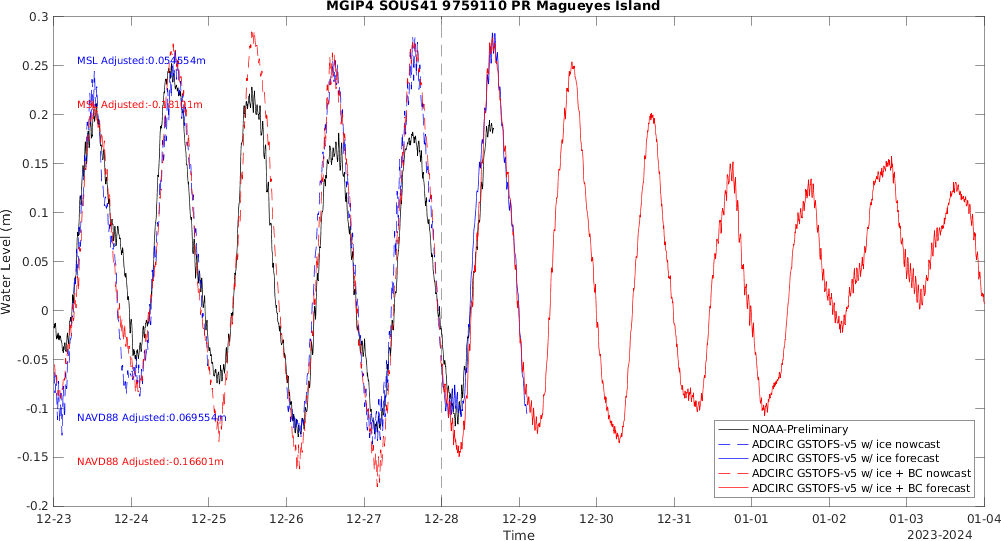 MGIP4 SOUS41 9759110 PR Magueyes Island
0.3
0.25
0.2
0.15
0.1
0.05
0
-0.05
-0.1
-0.15
-0.2
Water Level (m)
MSL Adjusted:0.054554m
MSL Adjusted:-0.18101m
NAVD88 Adjusted:0.069554m
NAVD88 Adjusted:-0.16601m
NOAA-Preliminary
ADCIRC GSTOFS-v5 w/ ice nowcast
ADCIRC GSTOFS-v5 w/ ice forecast
ADCIRC GSTOFS-v5 w/ ice + BC nowcast
ADCIRC GSTOFS-v5 w/ ice + BC forecast
12-23 12-24 12-25 12-26 12-27 12-28 12-29 12-30 12-31 01-01 01-02 01-03 01-04
Time
2023-2024